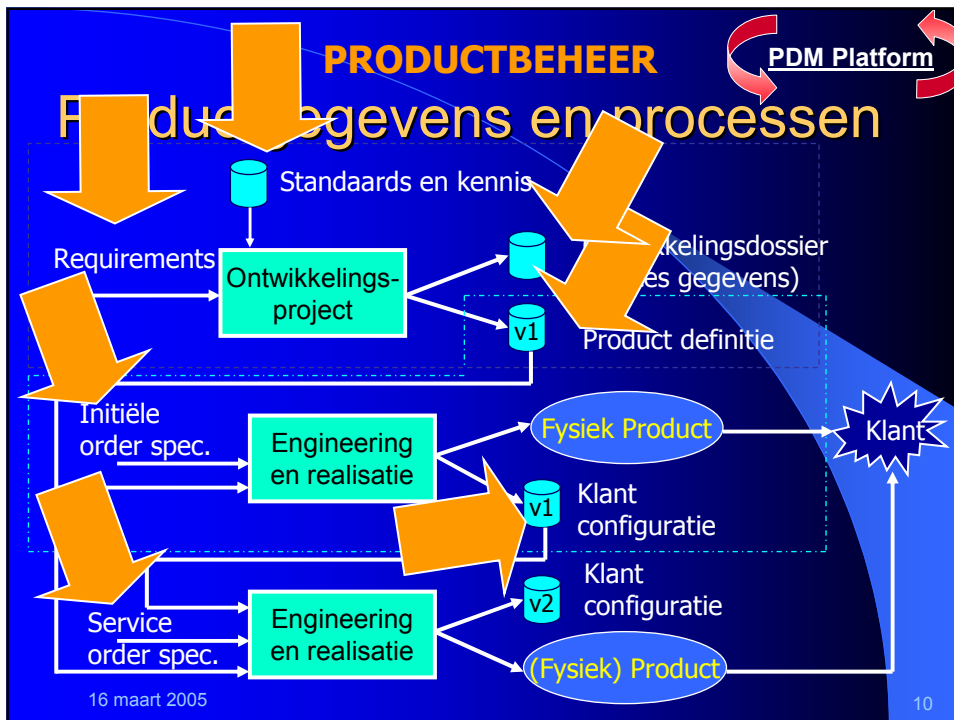 PRODUCTBEHEER
PDM Platform
gegevens en processen
Standaards en kennis
Requirements
Ontwikkelings-
project
kkelingsdossier
es gegevens)
v1
Product definitie
Initiële
order spec.
Engineering
en realisatie
Fysiek Product
Klant
v1
Klant
configuratie
Service
order spec.
Engineering
en realisatie
v2
Klant
configuratie
(Fysiek) Product
16 maart 2005
10